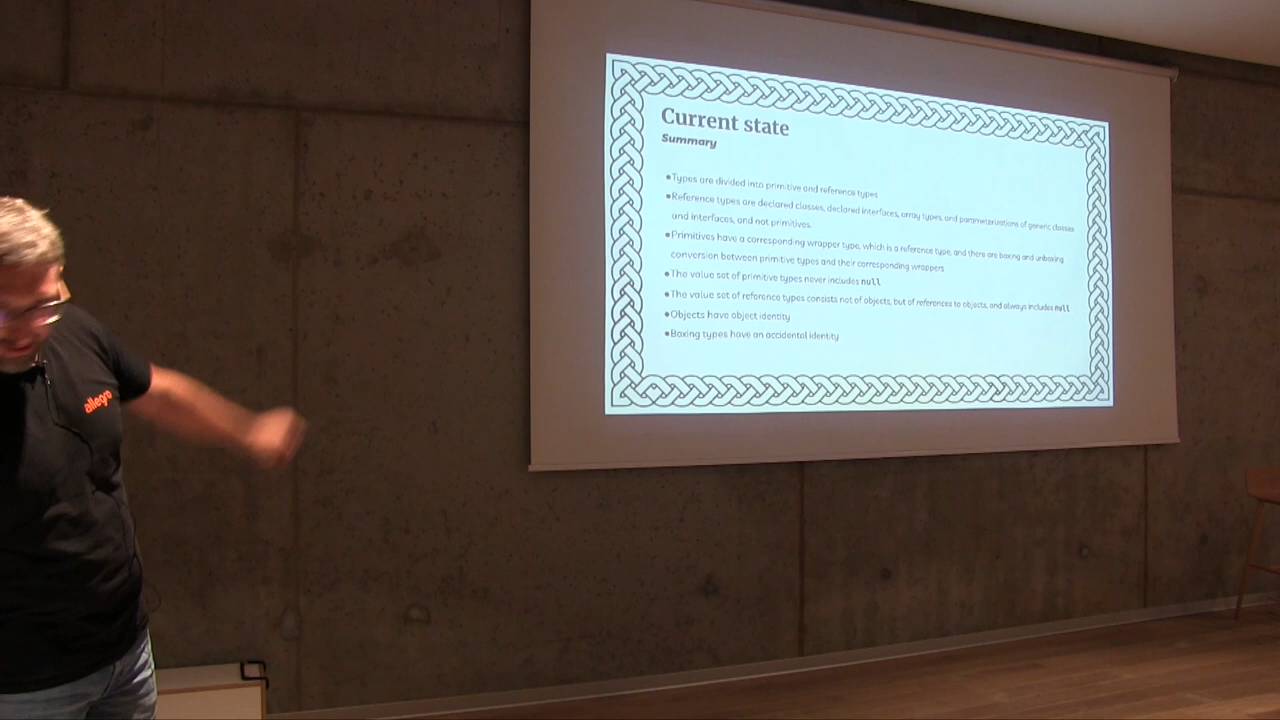 Current state
Summary
•Types are divided into primitive and reference types
•Reference types are declared classes, declared interfaces, array types, and parameterizations of generic classes
and interfaces, and not primitives.
•Primitives have a corresponding wrapper type, which is a reference type, and there are boxing and unboxing
conversion between primitive types and their corresponding wrappers
•The value set of primitive types never includes null
•The value set of reference types consists not of objects, but of references to objects, and always includes null
•Objects have object identity
•Boxing types have an accidental identity
allegro